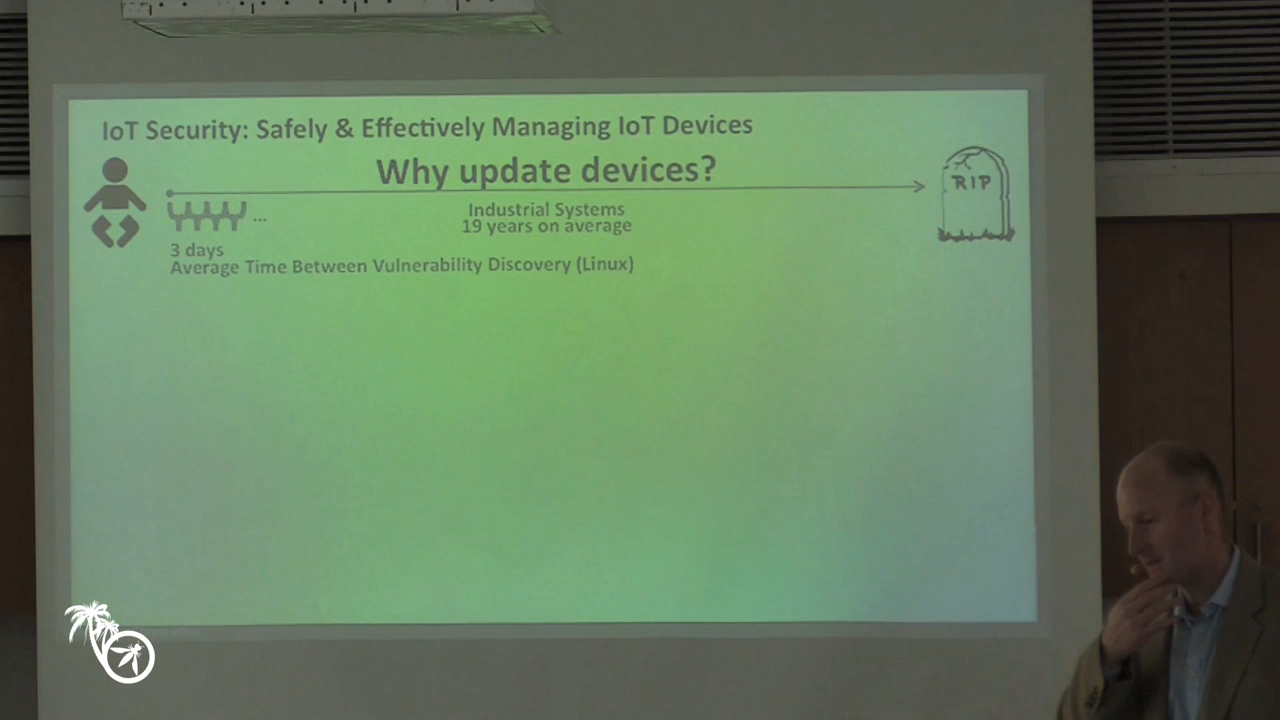 IoT Security: Safely & Effectively Managing IoT Devices
Why update devices?
RIP
...
Industrial Systems
19 years on average
3 days
Average Time Between Vulnerability Discovery (Linux)